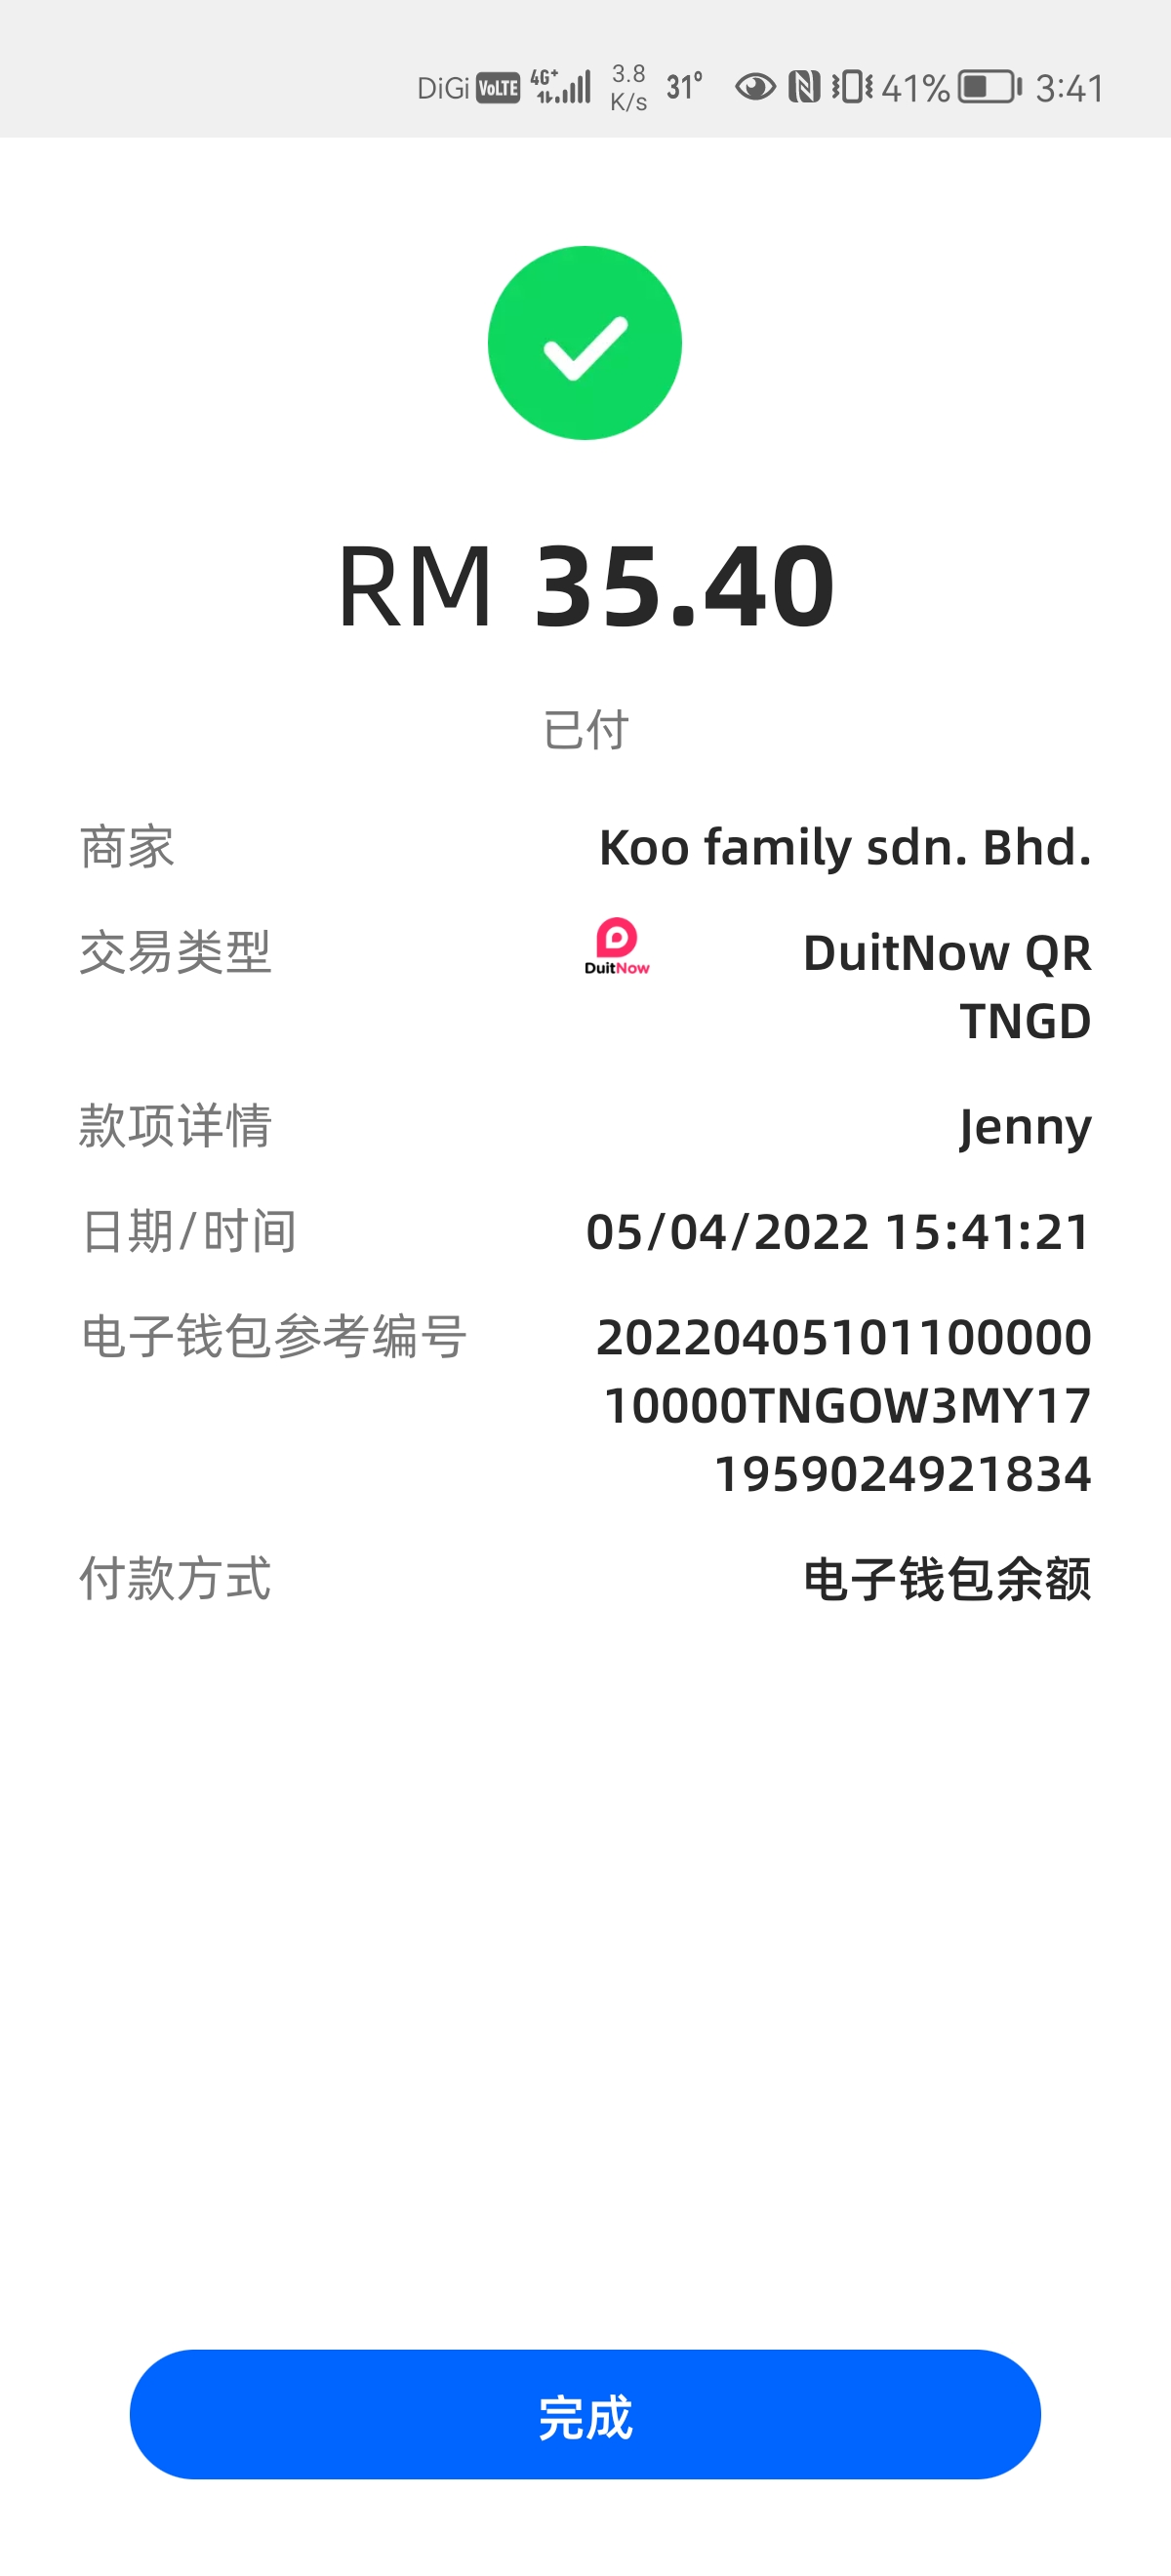 DiGi VoLTE 4G+ 3.8 K/s 31° 41% 3:41
RM 35.40
已付
商家 Koo family sdn. Bhd.
交易类型 DuitNow DuitNow QR
TNGD
款项详情 Jenny
日期/时间 05/04/2022 15:41:21
电子钱包参考编号 20220405101100000
10000TNGOW3MY17
1959024921834
付款方式 电子钱包余额
完成